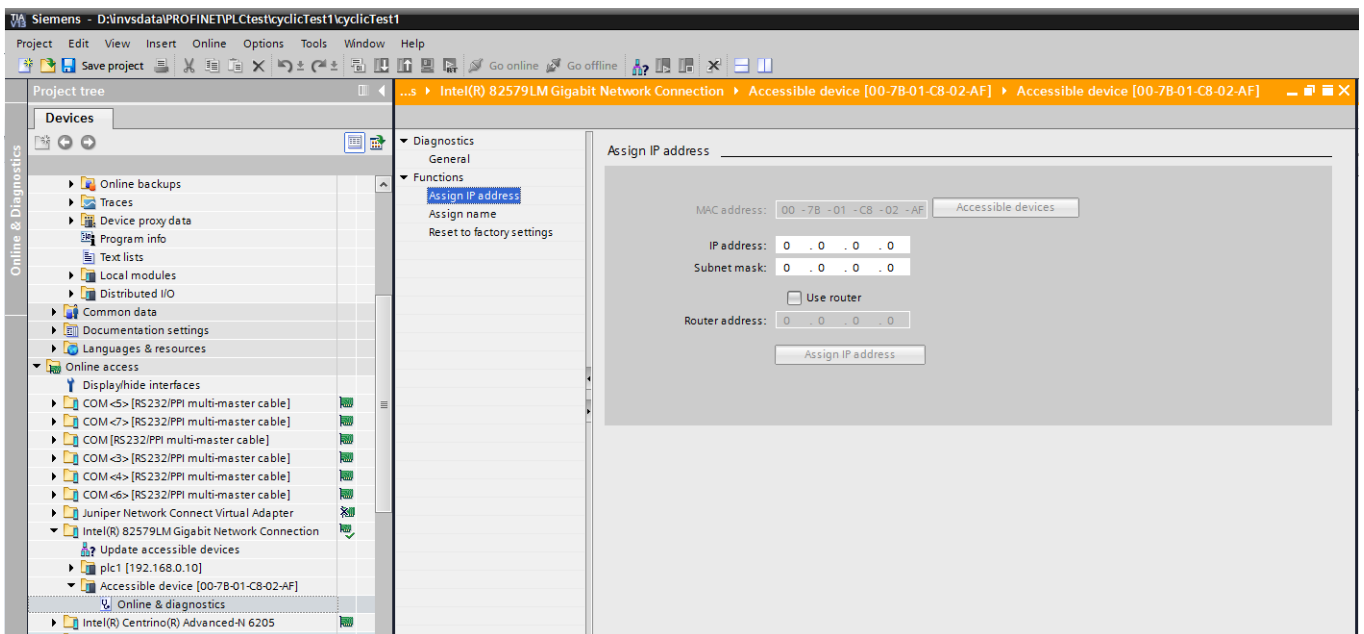 Siemens - D:\invsdata\PROFINET\PLCtest\cyclicTest1\cyclicTest1
Project Edit View Insert Online Options Tools Window Help
Save project Go online Go offline
Project tree
...s Intel(R) 82579LM Gigabit Network Connection Accessible device [00-7B-01-C8-02-AF] Accessible device [00-7B-01-C8-02-AF]
Devices
Online & Diagnostics
Online backups
Traces
Device proxy data
Program info
Text lists
Local modules
Distributed I/O
Common data
Documentation settings
Languages & resources
Online access
Display/hide interfaces
COM <5> [RS232/PPI multi-master cable]
COM <7> [RS232/PPI multi-master cable]
COM [RS232/PPI multi-master cable]
COM <3> [RS232/PPI multi-master cable]
COM <4> [RS232/PPI multi-master cable]
COM <6> [RS232/PPI multi-master cable]
Juniper Network Connect Virtual Adapter
Intel(R) 82579LM Gigabit Network Connection
Update accessible devices
plc1 [192.168.0.10]
Accessible device [00-7B-01-C8-02-AF]
Online & diagnostics
Intel(R) Centrino(R) Advanced-N 6205
Diagnostics
General
Functions
Assign IP address
Assign name
Reset to factory settings
Assign IP address
MAC address: 00 -7B -01 -C8 -02 -AF Accessible devices
IP address: 0 . 0 . 0 . 0
Subnet mask: 0 . 0 . 0 . 0
Use router
Router address: 0 . 0 . 0 . 0
Assign IP address